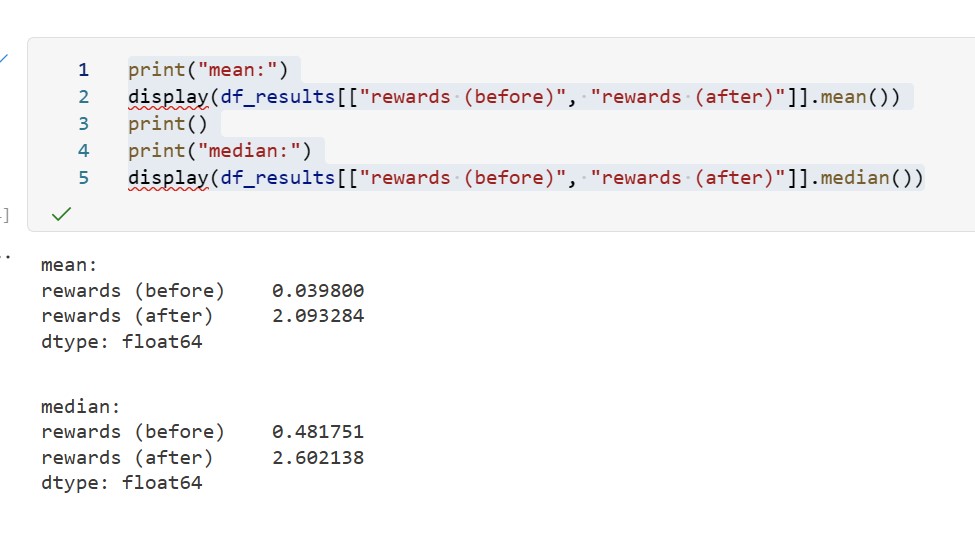 1 print("mean:")
2 display(df_results[["rewards (before)", "rewards (after)"]].mean())
3 print()
4 print("median:")
5 display(df_results[["rewards (before)", "rewards (after)"]].median())
]
mean:
rewards (before) 0.039800
rewards (after) 2.093284
dtype: float64
median:
rewards (before) 0.481751
rewards (after) 2.602138
dtype: float64